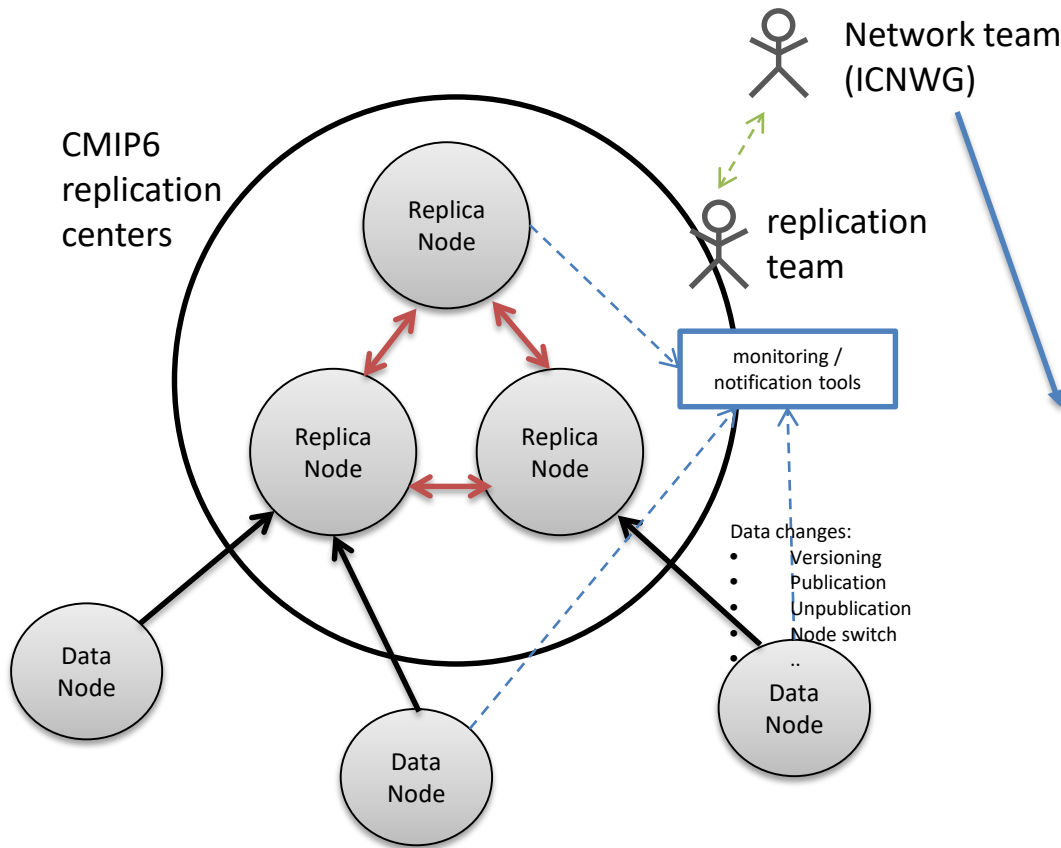 Network team
(ICNWG)
CMIP6
replication
centers
Replica
Node
replication
team
monitoring /
notification tools
Replica
Node
Replica
Node
Data changes:
• Versioning
• Publication
• Unpublication
• Node switch
• ..
Data
Node
Data
Node
Data
Node